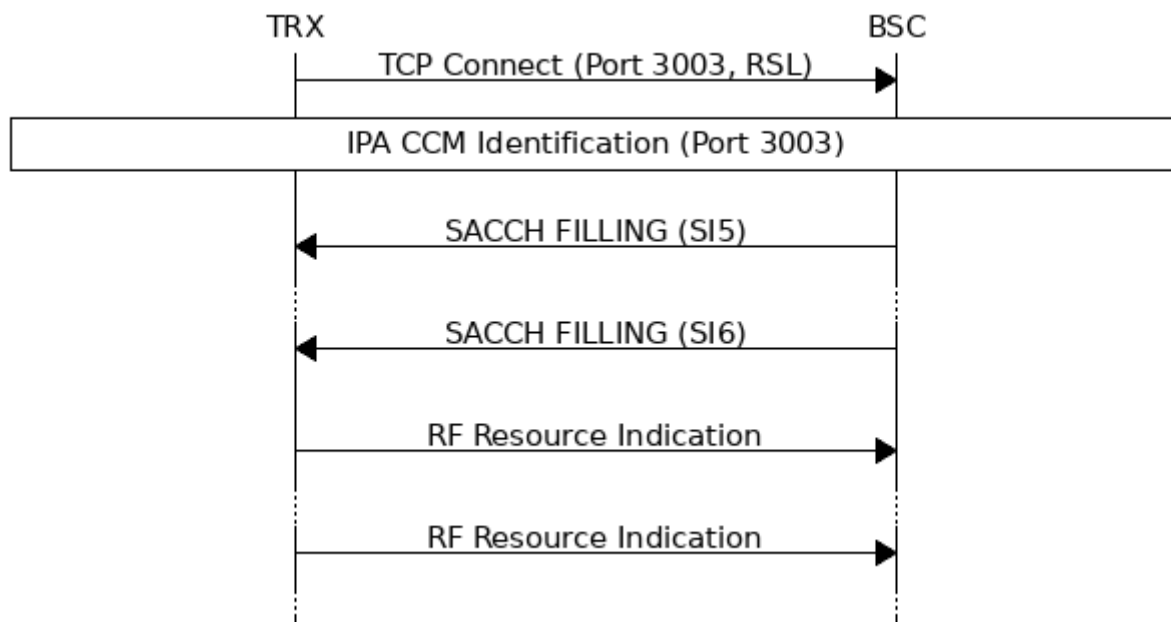 TRX
BSC
TCP Connect (Port 3003, RSL)
IPA CCM Identification (Port 3003)
SACCH FILLING (SI5)
SACCH FILLING (SI6)
RF Resource Indication
RF Resource Indication